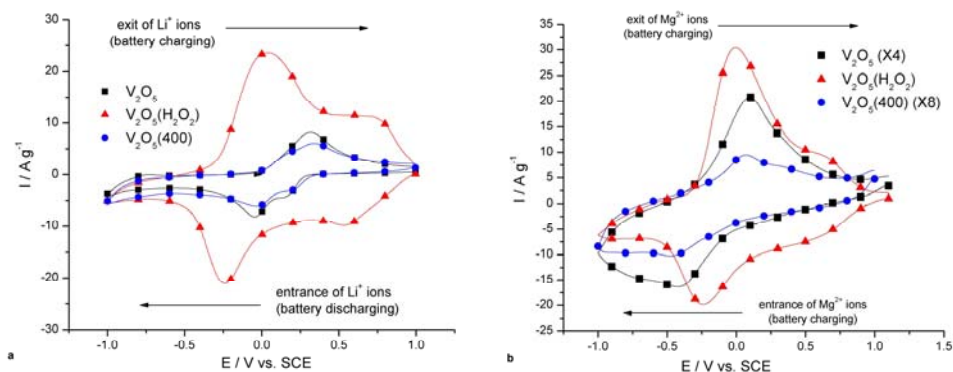 exit of Li⁺ ions
(battery charging)
V₂O₅
V₂O₅(H₂O₂)
V₂O₅(400)
entrance of Li⁺ ions
(battery discharging)
I / A g⁻¹
30
20
10
0
-10
-20
-30
-1.0
-0.5
0.0
0.5
1.0
E / V vs. SCE
a
exit of Mg²⁺ ions
(battery charging)
V₂O₅ (X4)
V₂O₅(H₂O₂)
V₂O₅(400) (X8)
entrance of Mg²⁺ ions
(battery charging)
I / A g⁻¹
35
30
25
20
15
10
5
0
-5
-10
-15
-20
-25
-1.0
-0.5
0.0
0.5
1.0
1.5
E / V vs. SCE
b